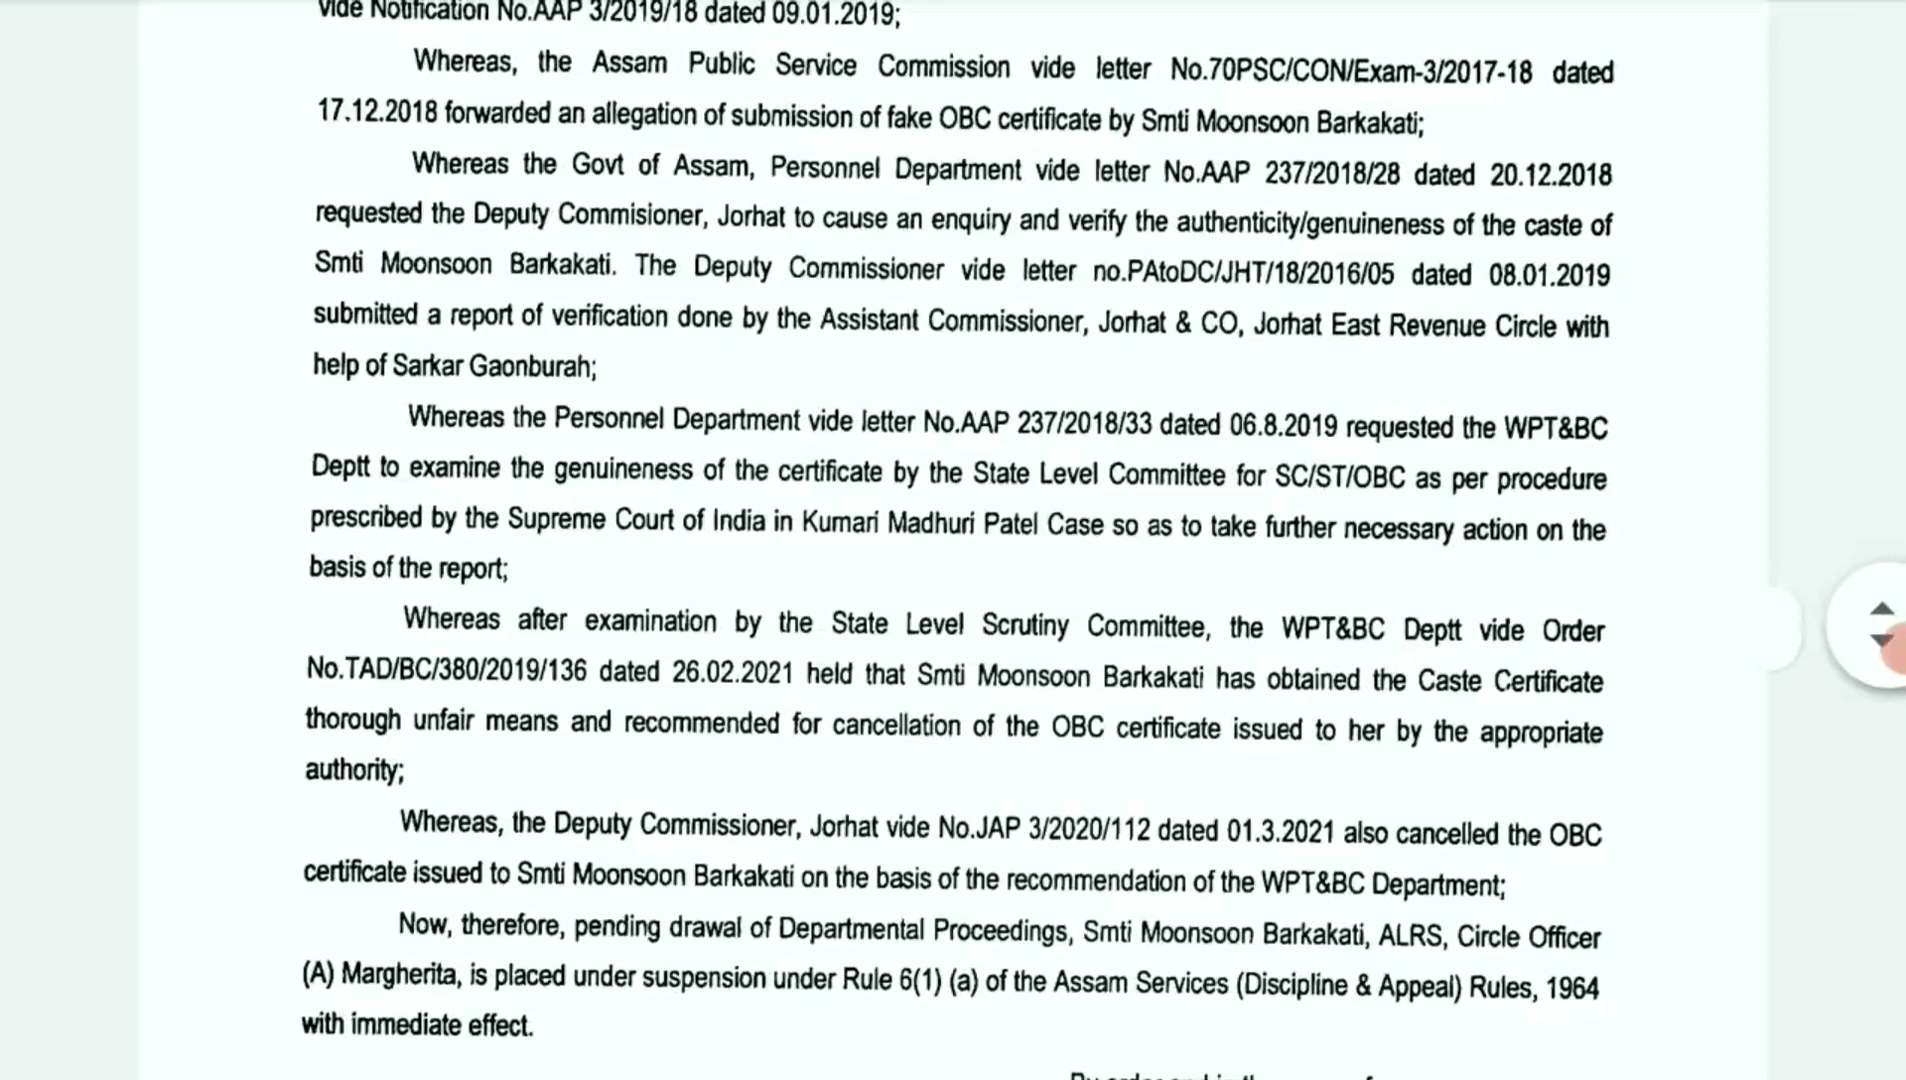 vide Notification No.AAP 3/2019/18 dated 09.01.2019;
Whereas, the Assam Public Service Commission vide letter No.70PSC/CON/Exam-3/2017-18 dated
17.12.2018 forwarded an allegation of submission of fake OBC certificate by Smti Moonsoon Barkakati;
Whereas the Govt of Assam, Personnel Department vide letter No.AAP 237/2018/28 dated 20.12.2018
requested the Deputy Commisioner, Jorhat to cause an enquiry and verify the authenticity/genuineness of the caste of
Smti Moonsoon Barkakati. The Deputy Commissioner vide letter no.PAtoDC/JHT/18/2016/05 dated 08.01.2019
submitted a report of verification done by the Assistant Commissioner, Jorhat & CO, Jorhat East Revenue Circle with
help of Sarkar Gaonburah;
Whereas the Personnel Department vide letter No.AAP 237/2018/33 dated 06.8.2019 requested the WPT&BC
Deptt to examine the genuineness of the certificate by the State Level Committee for SC/ST/OBC as per procedure
prescribed by the Supreme Court of India in Kumari Madhuri Patel Case so as to take further necessary action on the
basis of the report;
Whereas after examination by the State Level Scrutiny Committee, the WPT&BC Deptt vide Order
No.TAD/BC/380/2019/136 dated 26.02.2021 held that Smti Moonsoon Barkakati has obtained the Caste Certificate
thorough unfair means and recommended for cancellation of the OBC certificate issued to her by the appropriate
authority;
Whereas, the Deputy Commissioner, Jorhat vide No.JAP 3/2020/112 dated 01.3.2021 also cancelled the OBC
certificate issued to Smti Moonsoon Barkakati on the basis of the recommendation of the WPT&BC Department;
Now, therefore, pending drawal of Departmental Proceedings, Smti Moonsoon Barkakati, ALRS, Circle Officer
(A) Margherita, is placed under suspension under Rule 6(1) (a) of the Assam Services (Discipline & Appeal) Rules, 1964
with immediate effect.